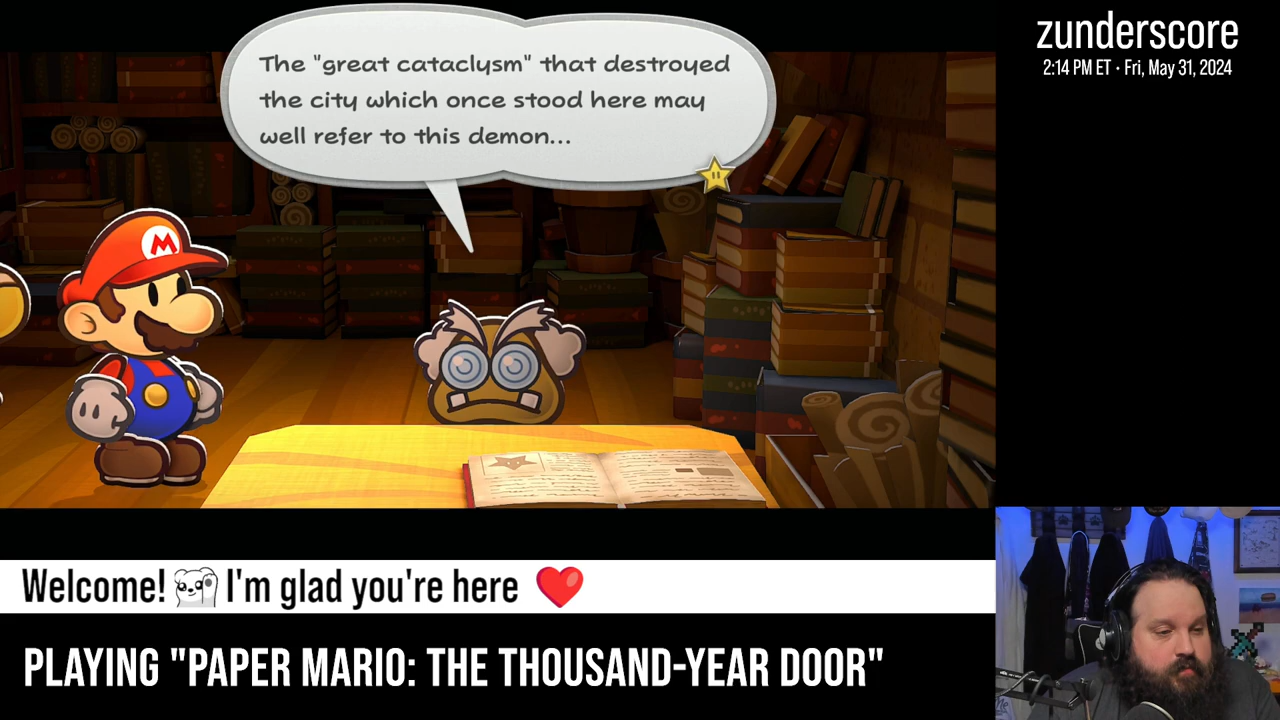 The "great cataclysm" that destroyed
the city which once stood here may
well refer to this demon...
zunderscore
2:14 PM ET · Fri, May 31, 2024
M
Welcome! I'm glad you're here
PLAYING "PAPER MARIO: THE THOUSAND-YEAR DOOR"